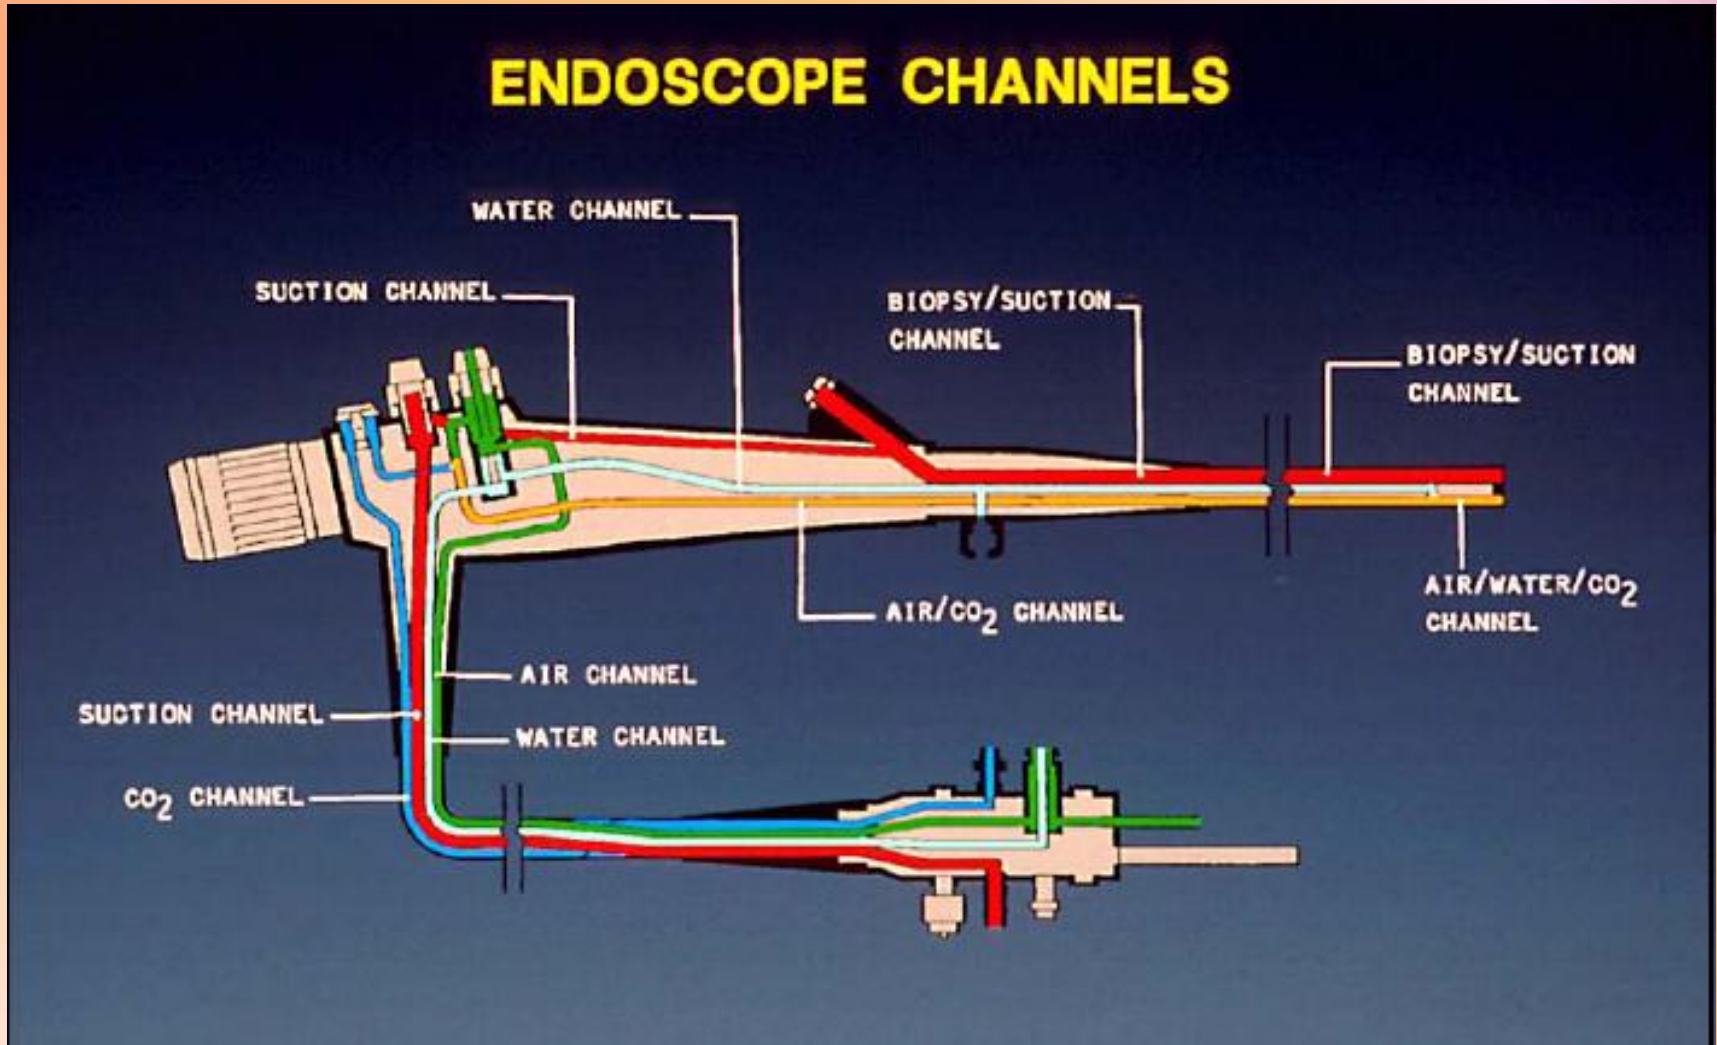 ENDOSCOPE CHANNELS
WATER CHANNEL
SUCTION CHANNEL
BIOPSY/SUCTION
CHANNEL
BIOPSY/SUCTION
CHANNEL
AIR/WATER/CO₂
CHANNEL
AIR/CO₂ CHANNEL
AIR CHANNEL
SUCTION CHANNEL
WATER CHANNEL
CO₂ CHANNEL